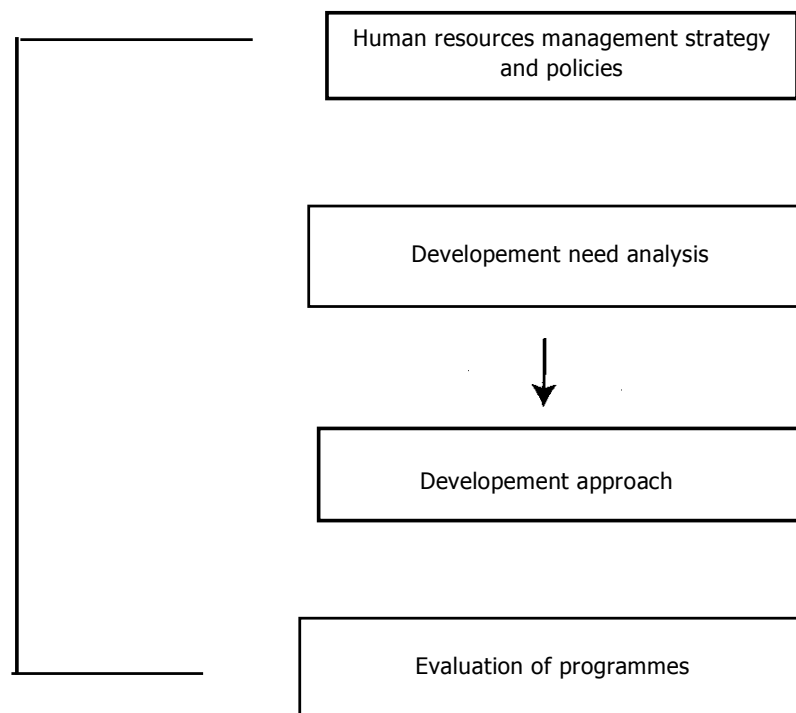 Human resources management strategy
and policies
Developement need analysis
Developement approach
Evaluation of programmes